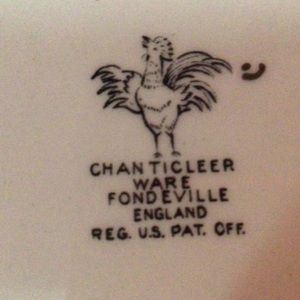 CHANTICLEER
WARE
FONDEVILLE
ENGLAND
REG. U.S. PAT. OFF.